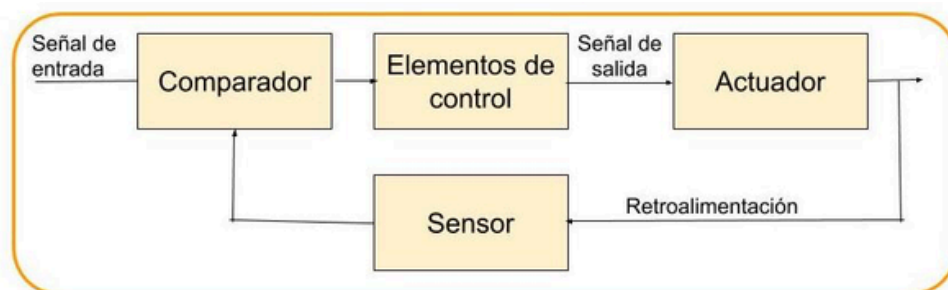 Señal de
entrada
Comparador
Elementos de
control
Señal de
salida
Actuador
Sensor
Retroalimentación